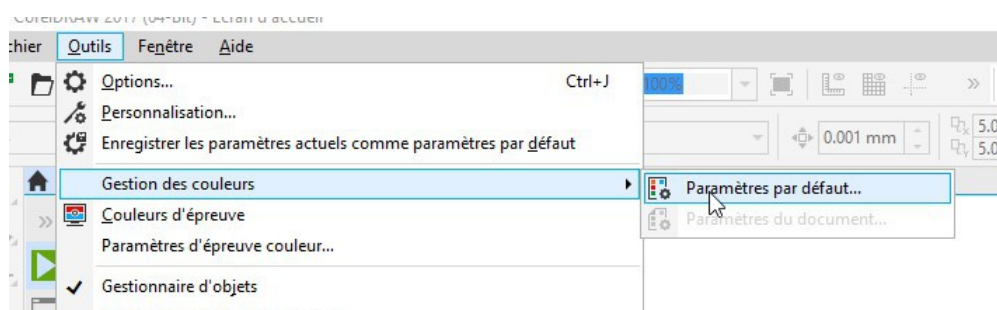 CorelDRAW 2017 (64-Bit) - Écran d'accueil
chier Outils Fenêtre Aide
Options... Ctrl+J 100%
Personnalisation...
Enregistrer les paramètres actuels comme paramètres par défaut 0.001 mm 5.0
5.0
Gestion des couleurs Paramètres par défaut...
Couleurs d'épreuve Paramètres du document...
Paramètres d'épreuve couleur...
Gestionnaire d'objets